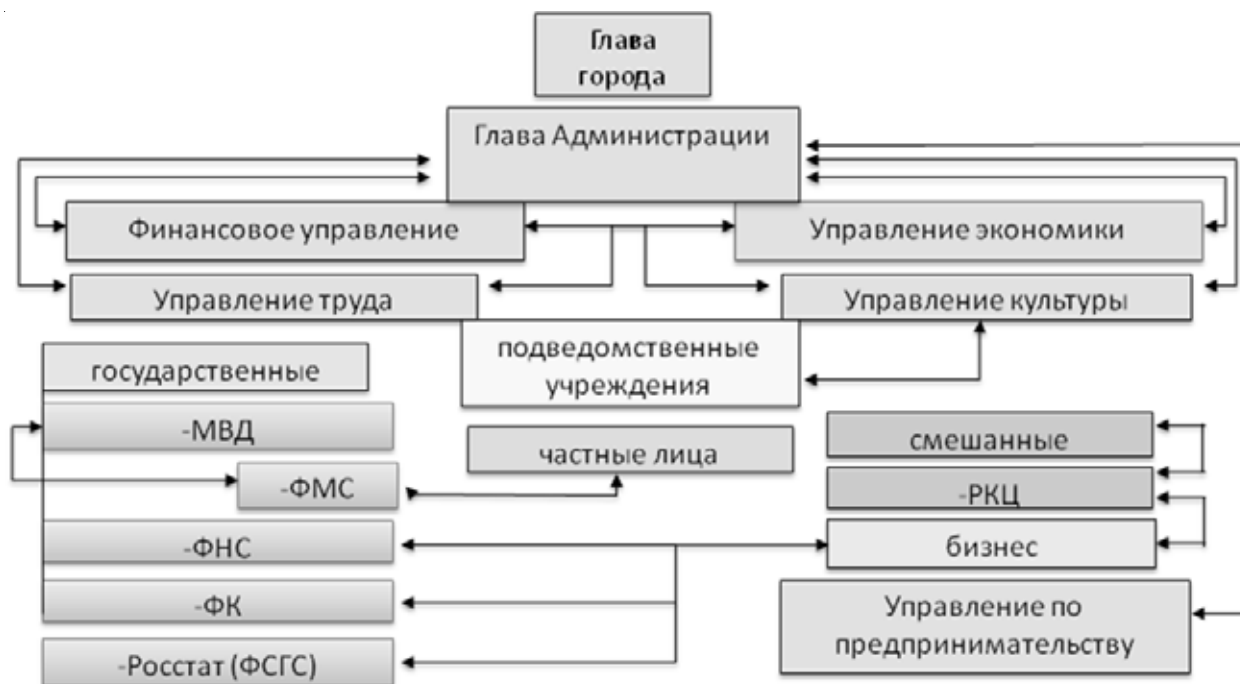 Глава
города
Глава Администрации
Финансовое управление
Управление экономики
Управление труда
Управление культуры
подведомственные
учреждения
государственные
-МВД
частные лица
смешанные
-ФМС
-РКЦ
-ФНС
бизнес
-ФК
Управление по
предпринимательству
-Росстат (ФСГС)